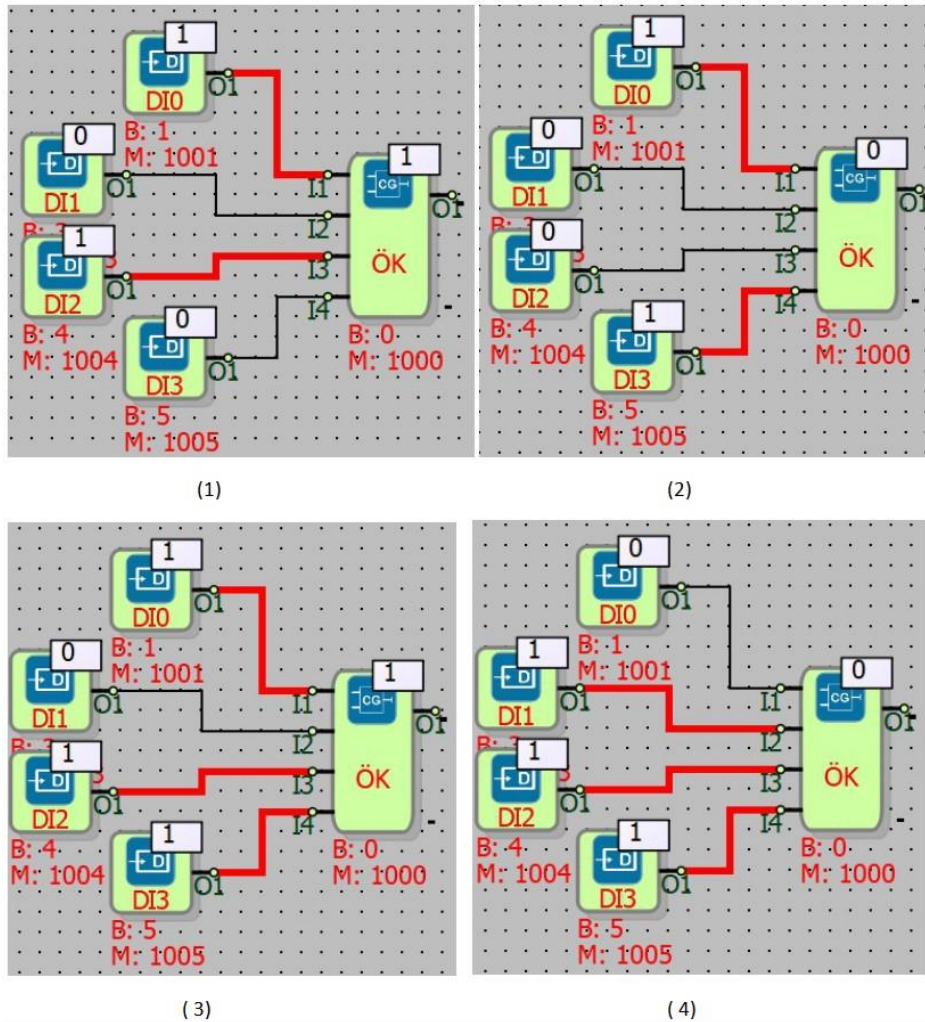 1
D
DI0
O1
B: 1
M: 1001
0
D
DI1
O1
1
D
DI2
O1
B: 4
M: 1004
0
D
DI3
O1
B: 5
M: 1005
1
CG
I1
I2
I3
I4
O1
ÖK
B: 0
M: 1000
(1)
1
D
DI0
O1
B: 1
M: 1001
0
D
DI1
O1
0
D
DI2
O1
B: 4
M: 1004
1
D
DI3
O1
B: 5
M: 1005
0
CG
I1
I2
I3
I4
O1
ÖK
B: 0
M: 1000
(2)
1
D
DI0
O1
B: 1
M: 1001
0
D
DI1
O1
1
D
DI2
O1
B: 4
M: 1004
1
D
DI3
O1
B: 5
M: 1005
1
CG
I1
I2
I3
I4
O1
ÖK
B: 0
M: 1000
( 3)
0
D
DI0
O1
B: 1
M: 1001
1
D
DI1
O1
1
D
DI2
O1
B: 4
M: 1004
1
D
DI3
O1
B: 5
M: 1005
0
CG
I1
I2
I3
I4
O1
ÖK
B: 0
M: 1000
( 4)